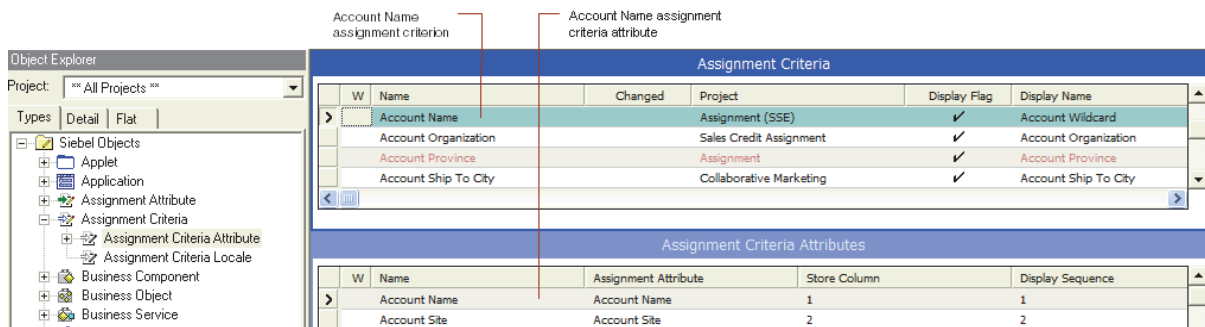 Account Name
assignment criterion
Account Name assignment
criteria attribute
Object Explorer
Project: ** All Projects **
Types Detail Flat
Siebel Objects
Applet
Application
Assignment Attribute
Assignment Criteria
Assignment Criteria Attribute
Assignment Criteria Locale
Business Component
Business Object
Business Service
Assignment Criteria
W Name Changed Project Display Flag Display Name
Account Name Assignment (SSE) ✓ Account Wildcard
Account Organization Sales Credit Assignment ✓ Account Organization
Account Province Assignment ✓ Account Province
Account Ship To City Collaborative Marketing ✓ Account Ship To City
Assignment Criteria Attributes
W Name Assignment Attribute Store Column Display Sequence
Account Name Account Name 1 1
Account Site Account Site 2 2